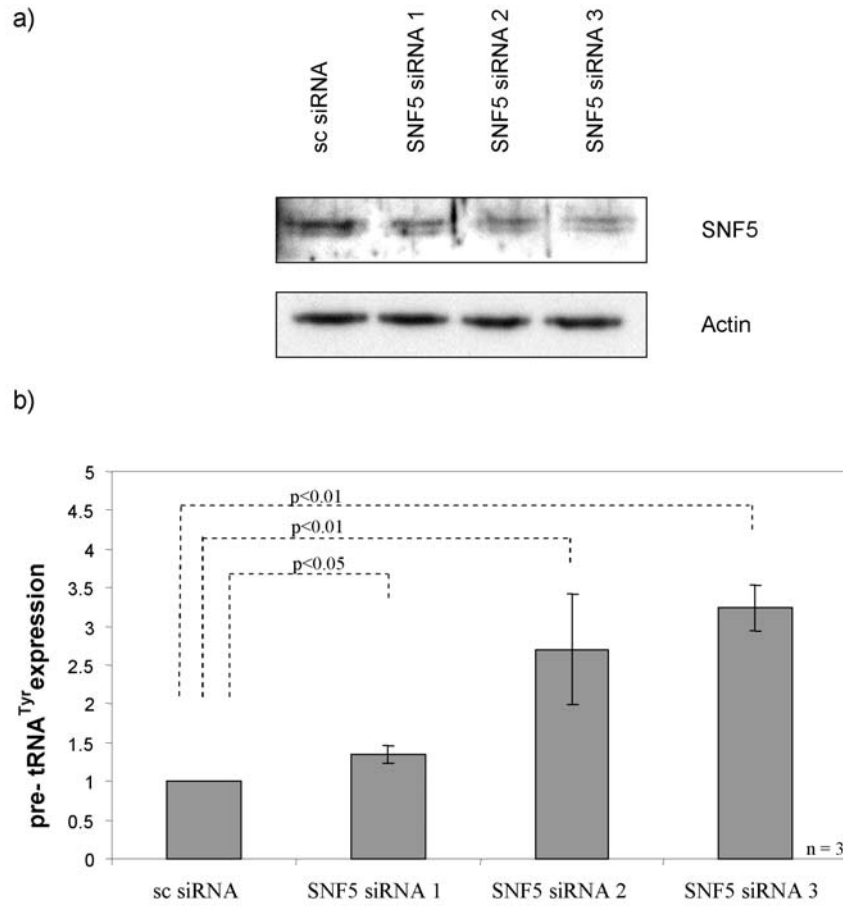 a)
sc siRNA
SNF5 siRNA 1
SNF5 siRNA 2
SNF5 siRNA 3
SNF5
Actin
b)
pre- tRNATyr expression
5
4.5
4
3.5
3
2.5
2
1.5
1
0.5
0
p<0.01
p<0.01
p<0.05
n = 3
sc siRNA
SNF5 siRNA 1
SNF5 siRNA 2
SNF5 siRNA 3